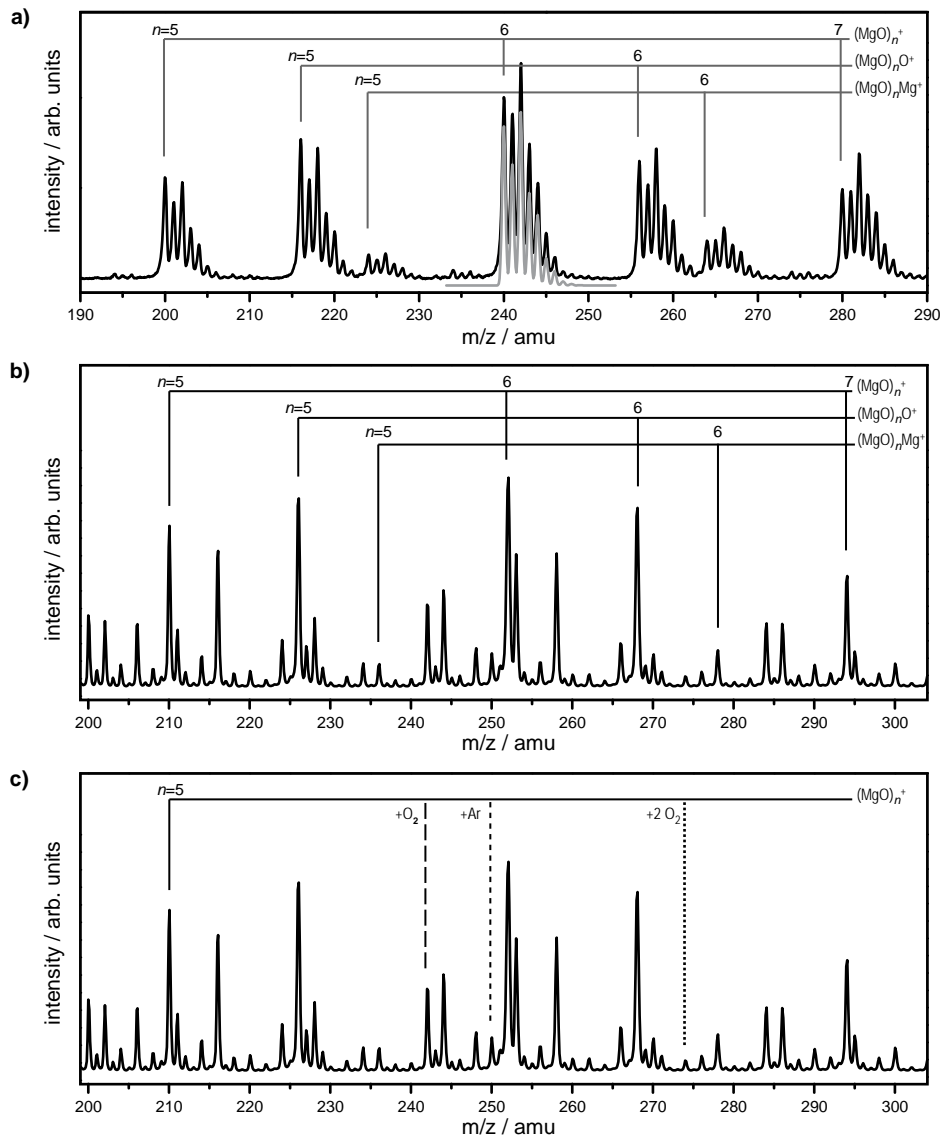 a)
n=5 6 7 (MgO)n+
n=5 6 (MgO)nO+
n=5 6 (MgO)nMg+
intensity / arb. units
190 200 210 220 230 240 250 260 270 280 290
m/z / amu
b)
n=5 6 7 (MgO)n+
n=5 6 (MgO)nO+
n=5 6 (MgO)nMg+
intensity / arb. units
200 210 220 230 240 250 260 270 280 290 300
m/z / amu
c)
n=5 (MgO)n+
+O2 +Ar +2 O2
intensity / arb. units
200 210 220 230 240 250 260 270 280 290 300
m/z / amu